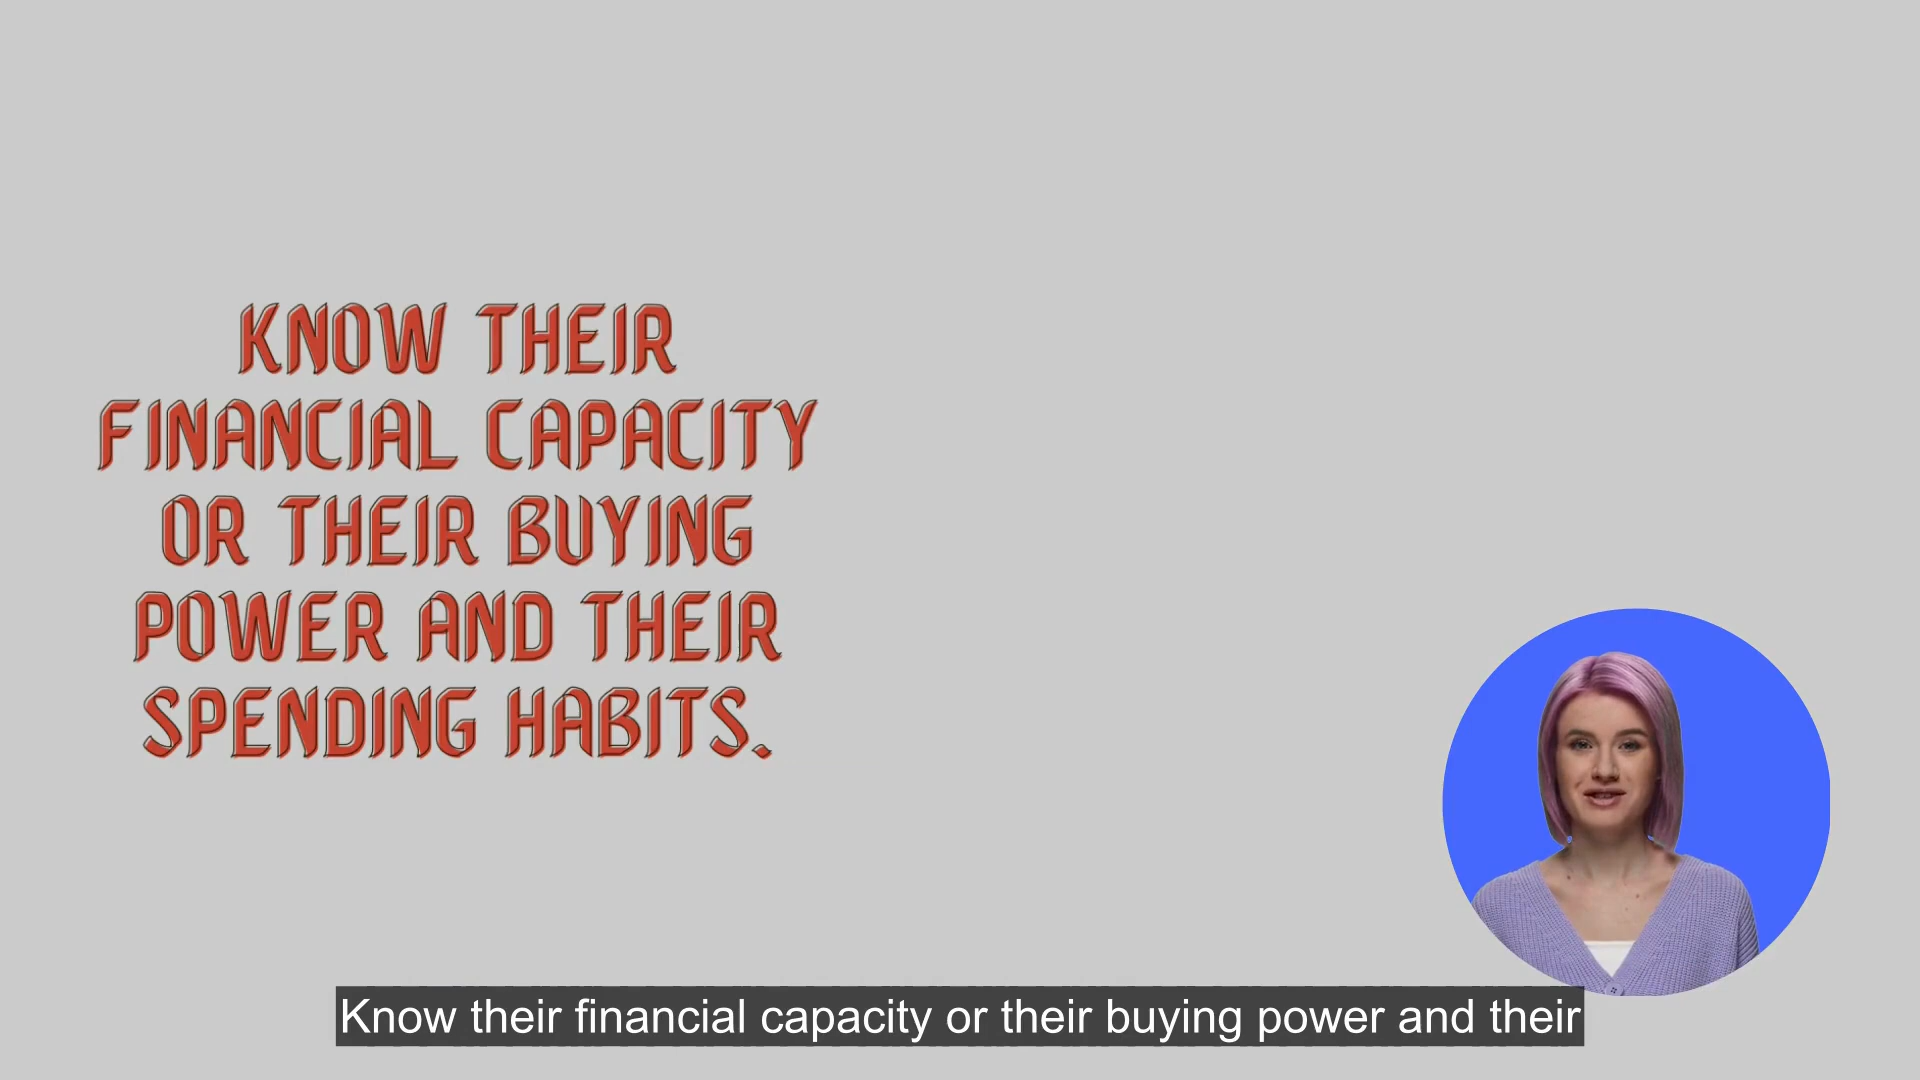 KNOW THEIR
FINANCIAL CAPACITY
OR THEIR BUYING
POWER AND THEIR
SPENDING HABITS.
Know their financial capacity or their buying power and their